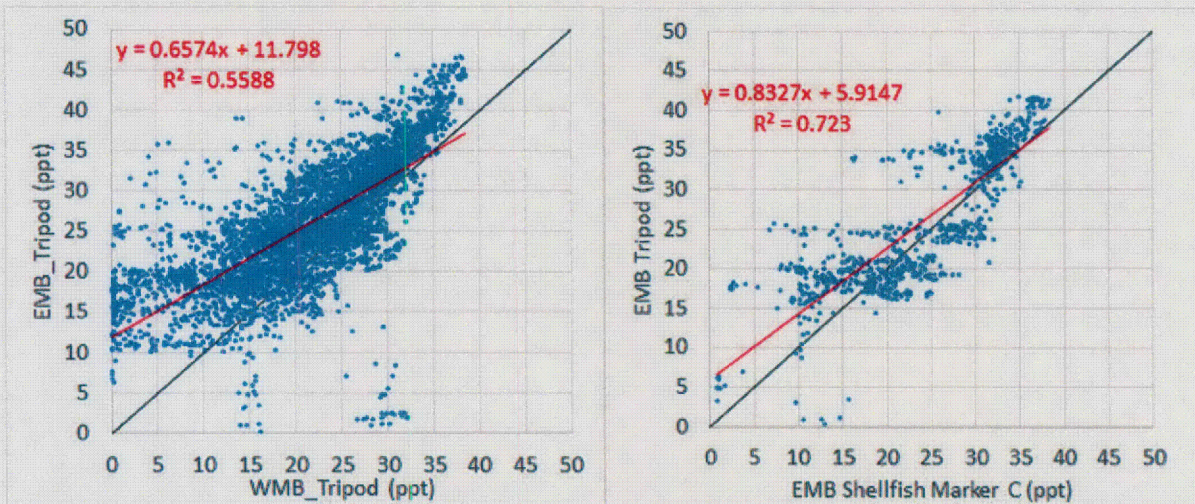 y = 0.6574x + 11.798
R² = 0.5588
50
45
40
35
30
25
20
15
10
5
0
EMB_Tripod (ppt)
0 5 10 15 20 25 30 35 40 45 50
WMB_Tripod (ppt)
y = 0.8327x + 5.9147
R² = 0.723
50
45
40
35
30
25
20
15
10
5
0
EMB Tripod (ppt)
0 5 10 15 20 25 30 35 40 45 50
EMB Shellfish Marker C (ppt)